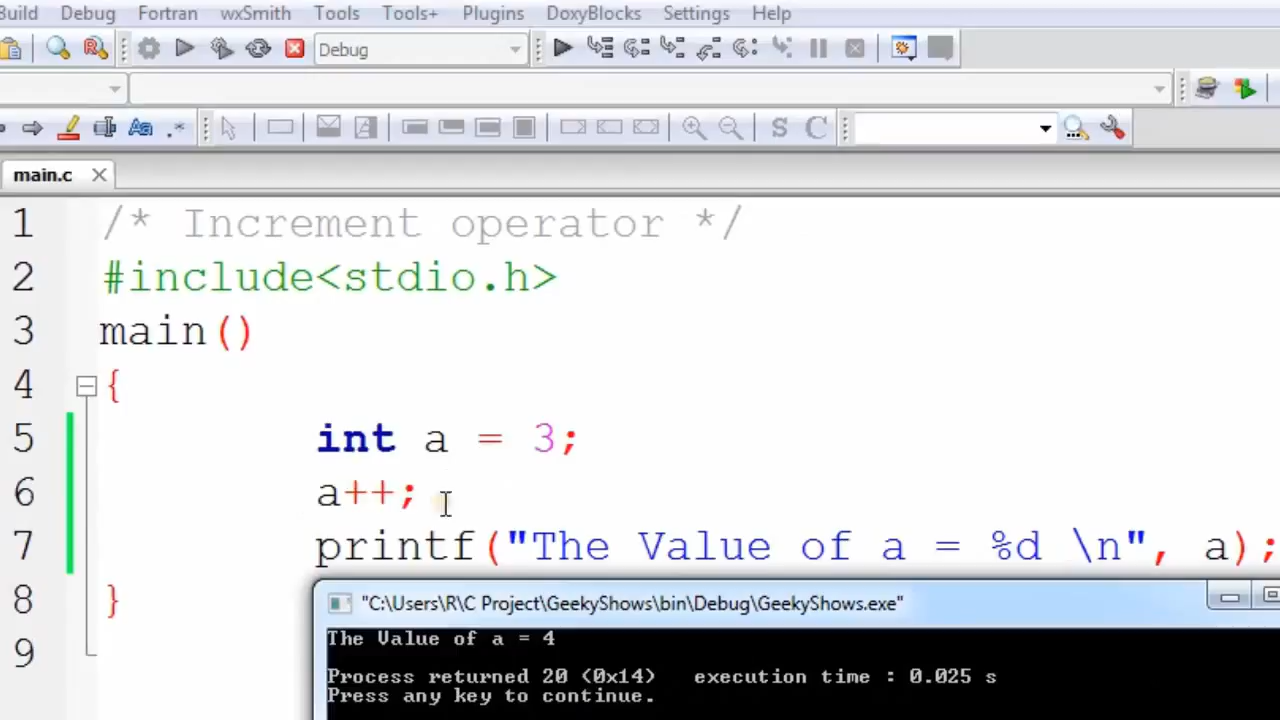 Build Debug Fortran wxSmith Tools Tools+ Plugins DoxyBlocks Settings Help
Debug
S C
main.c
1 /* Increment operator */
2 #include<stdio.h>
3 main()
4 {
5 int a = 3;
6 a++;
7 printf("The Value of a = %d \n", a);
8 }
9
"C:\Users\R\C Project\GeekyShows\bin\Debug\GeekyShows.exe"
The Value of a = 4
Process returned 20 (0x14) execution time : 0.025 s
Press any key to continue.